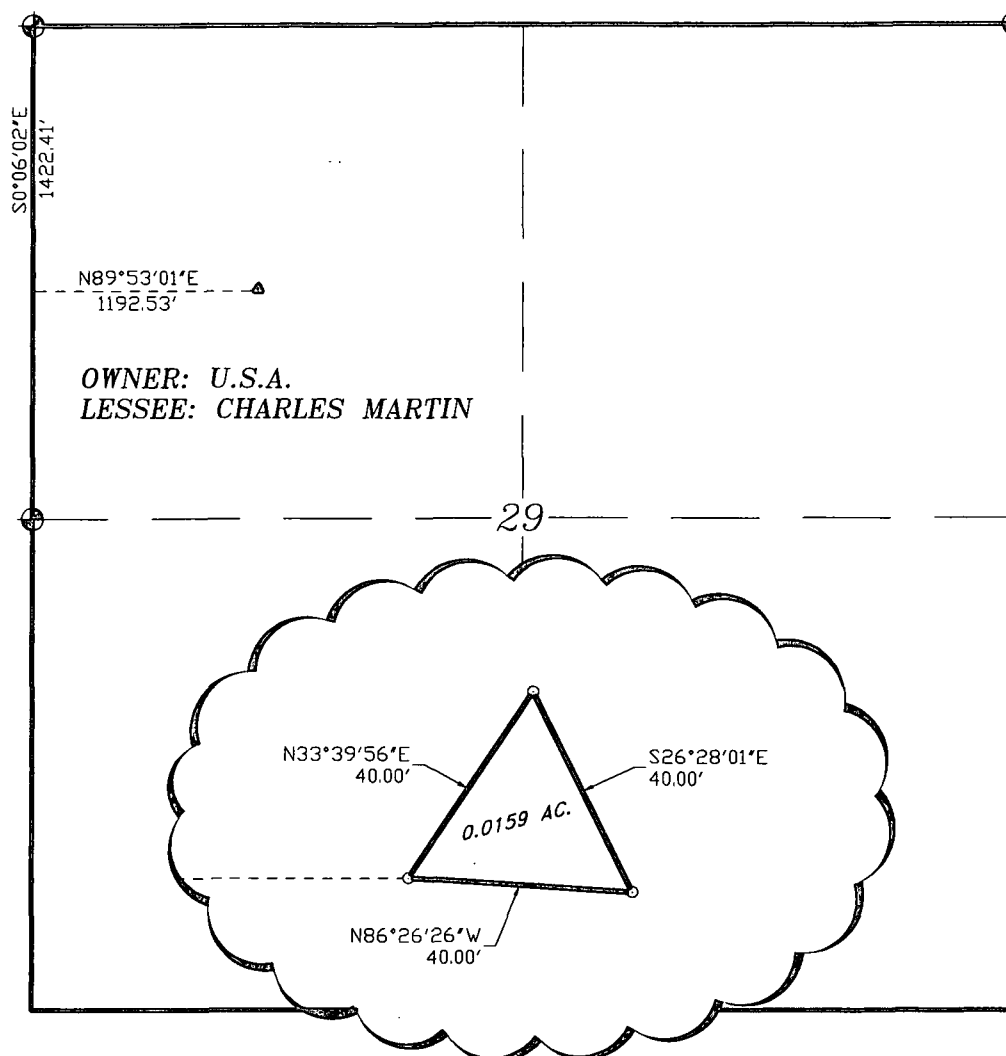 S0°06'02"E
1422.41'
N89°53'01"E
1192.53'
OWNER: U.S.A.
LESSEE: CHARLES MARTIN
29
N33°39'56"E
40.00'
S26°28'01"E
40.00'
0.0159 AC.
N86°26'26"W
40.00'